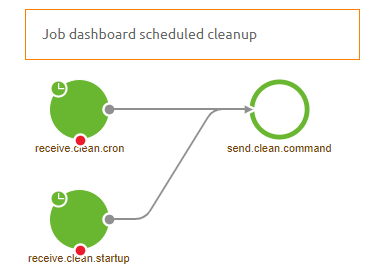 Job dashboard scheduled cleanup
receive.clean.cron
send.clean.command
receive.clean.startup